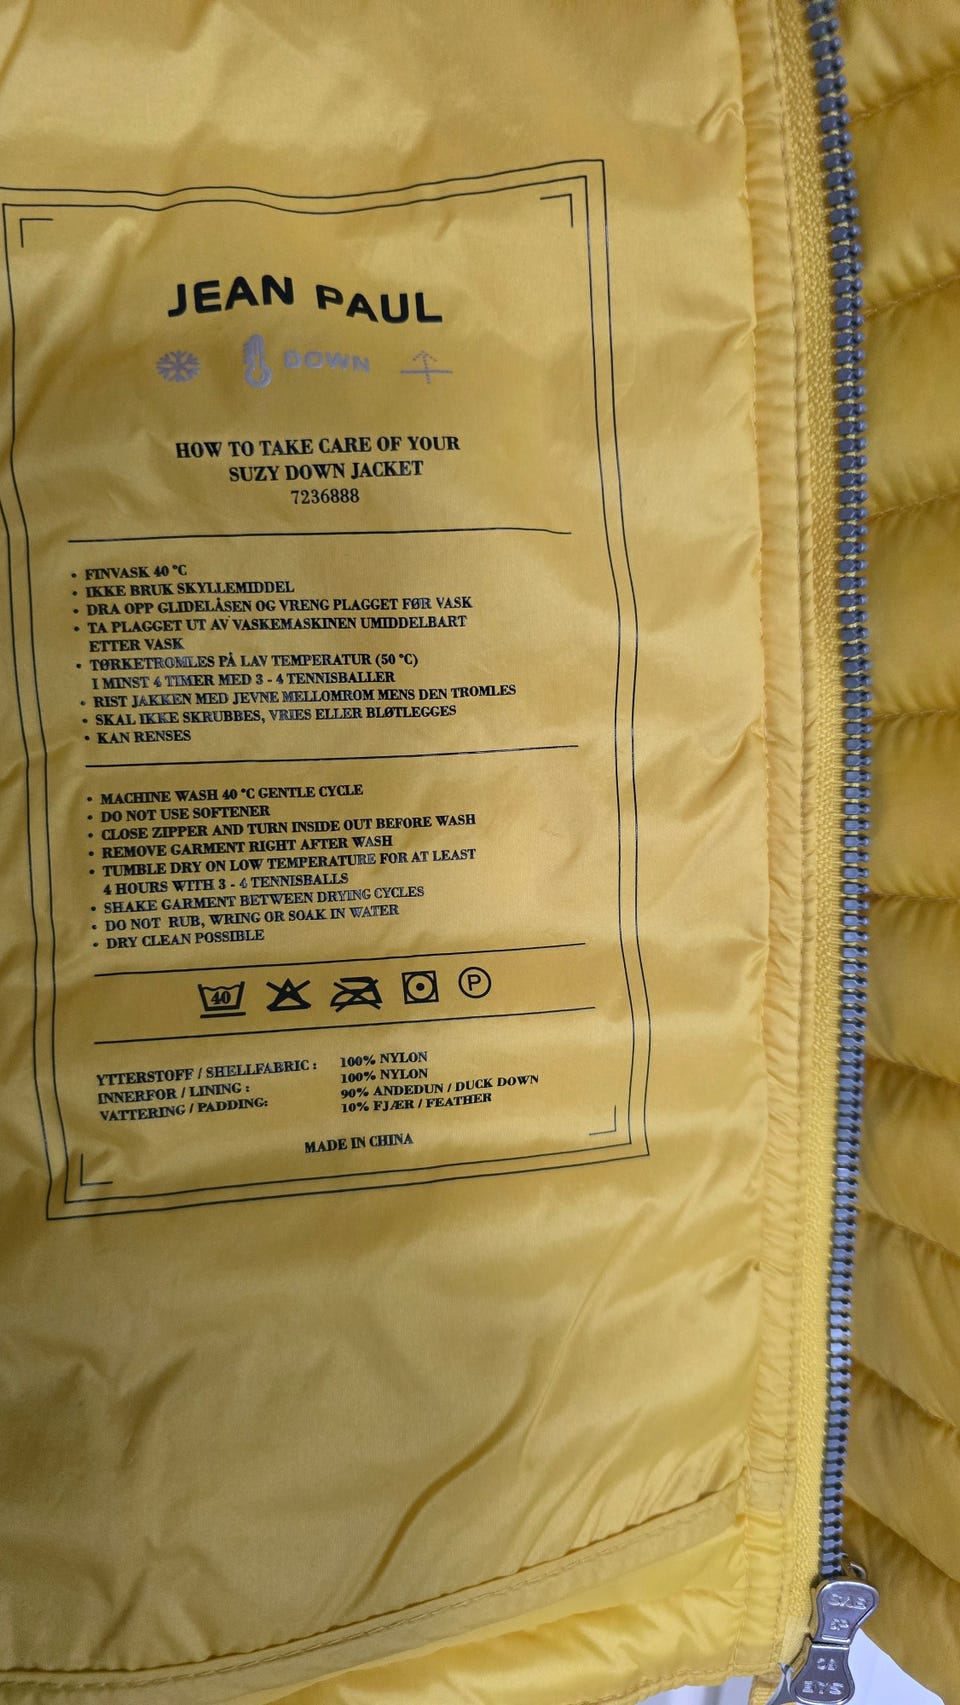 JEAN PAUL
DOWN
HOW TO TAKE CARE OF YOUR
SUZY DOWN JACKET
7236888
• FINVASK 40 °C
• IKKE BRUK SKYLLEMIDDEL
• DRA OPP GLIDELÅSEN OG VRENG PLAGGET FØR VASK
• TA PLAGGET UT AV VASKEMASKINEN UMIDDELBART
ETTER VASK
• TØRKETROMLES PÅ LAV TEMPERATUR (50 °C)
I MINST 4 TIMER MED 3 - 4 TENNISBALLER
• RIST JAKKEN MED JEVNE MELLOMROM MENS DEN TROMLES
• SKAL IKKE SKRUBBES, VRIES ELLER BLØTLEGGES
• KAN RENSES
• MACHINE WASH 40 °C GENTLE CYCLE
• DO NOT USE SOFTENER
• CLOSE ZIPPER AND TURN INSIDE OUT BEFORE WASH
• REMOVE GARMENT RIGHT AFTER WASH
• TUMBLE DRY ON LOW TEMPERATURE FOR AT LEAST
4 HOURS WITH 3 - 4 TENNISBALLS
• SHAKE GARMENT BETWEEN DRYING CYCLES
• DO NOT RUB, WRING OR SOAK IN WATER
• DRY CLEAN POSSIBLE
40 P
YTTERSTOFF / SHELLFABRIC : 100% NYLON
INNERFOR / LINING : 100% NYLON
VATTERING / PADDING: 90% ANDEDUN / DUCK DOWN
10% FJÆR / FEATHER
MADE IN CHINA